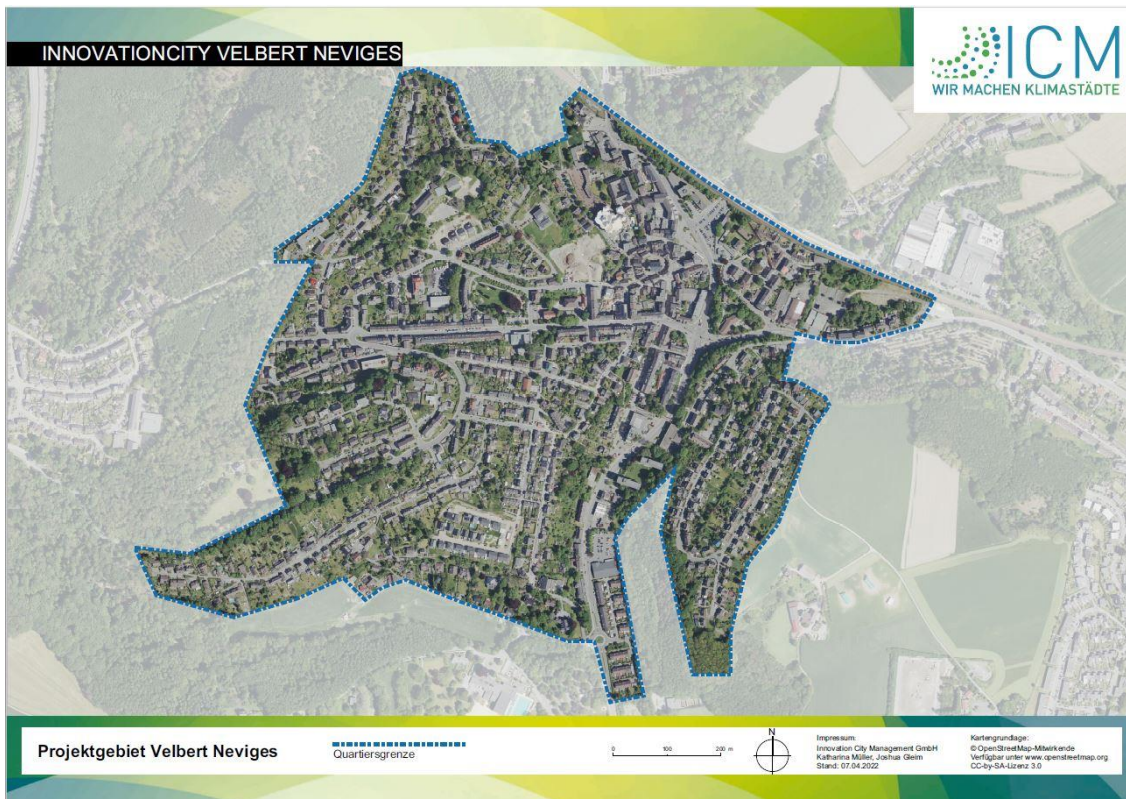 INNOVATIONCITY VELBERT NEVIGES
ICM
WIR MACHEN KLIMASTÄDTE
Projektgebiet Velbert Neviges
Quartiersgrenze
0 100 200 m
N
Impressum:
Innovation City Management GmbH
Katharina Müller, Joshua Gleim
Stand: 07.04.2022
Kartengrundlage:
© OpenStreetMap-Mitwirkende
Verfügbar unter www.openstreetmap.org
CC-by-SA-Lizenz 3.0